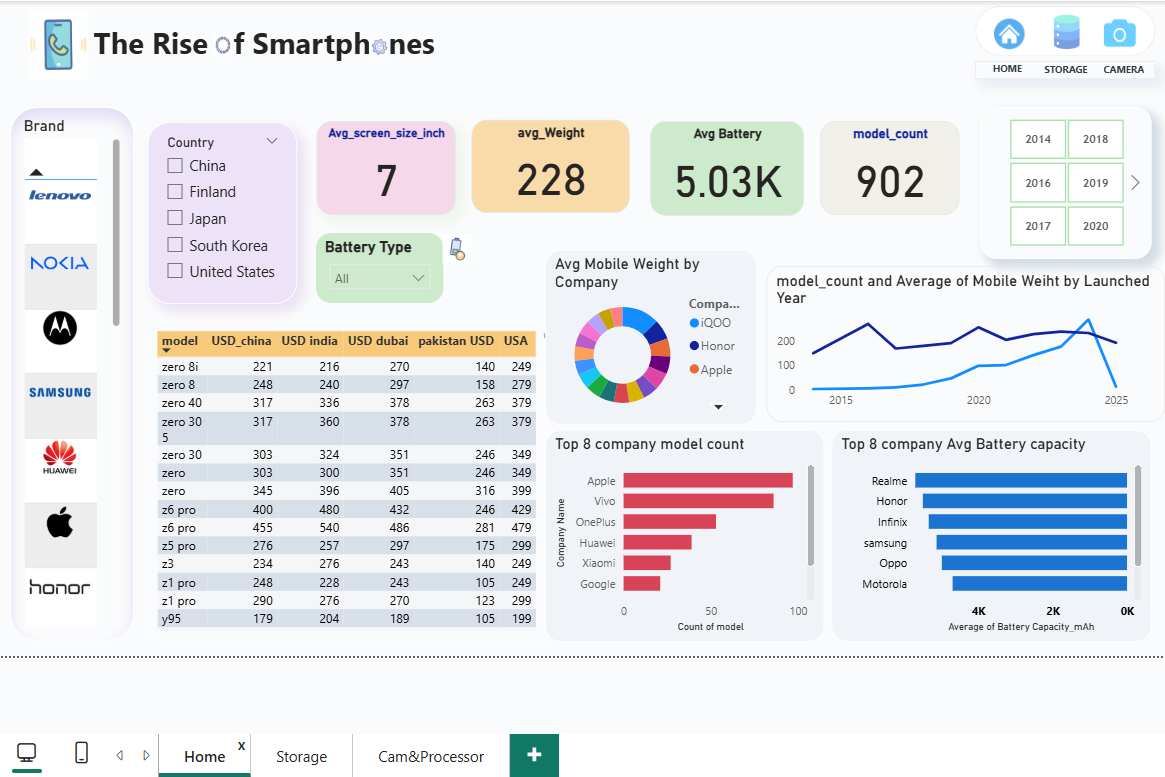 The Rise Of Smartphones
HOME STORAGE CAMERA
Brand
lenovo
NOKIA
SAMSUNG
HUAWEI
honor
Country
China
Finland
Japan
South Korea
United States
Avg_screen_size_inch
7
avg_Weight
228
Avg Battery
5.03K
model_count
902
2014 2018
2016 2019
2017 2020
Battery Type
All
model USD_china USD india USD dubai pakistan USD USA
zero 8i 221 216 270 140 249
zero 8 248 240 297 158 279
zero 40 317 336 378 263 379
zero 30 317 360 378 263 379
5
zero 30 303 324 351 246 349
zero 303 300 351 246 349
zero 345 396 405 316 399
z6 pro 400 480 432 246 429
z6 pro 455 540 486 281 479
z5 pro 276 257 297 175 299
z3 234 276 243 140 249
z1 pro 248 228 243 105 249
z1 pro 290 276 270 123 299
y95 179 204 189 105 199
Avg Mobile Weight by
Company
Compa...
iQOO
Honor
Apple
model_count and Average of Mobile Weiht by Launched
Year
200
100
0
2015 2020 2025
Top 8 company model count
Company Name
Apple
Vivo
OnePlus
Huawei
Xiaomi
Google
0 50 100
Count of model
Top 8 company Avg Battery capacity
Realme
Honor
Infinix
samsung
Oppo
Motorola
4K 2K 0K
Average of Battery Capacity_mAh
Home x Storage Cam&Processor +